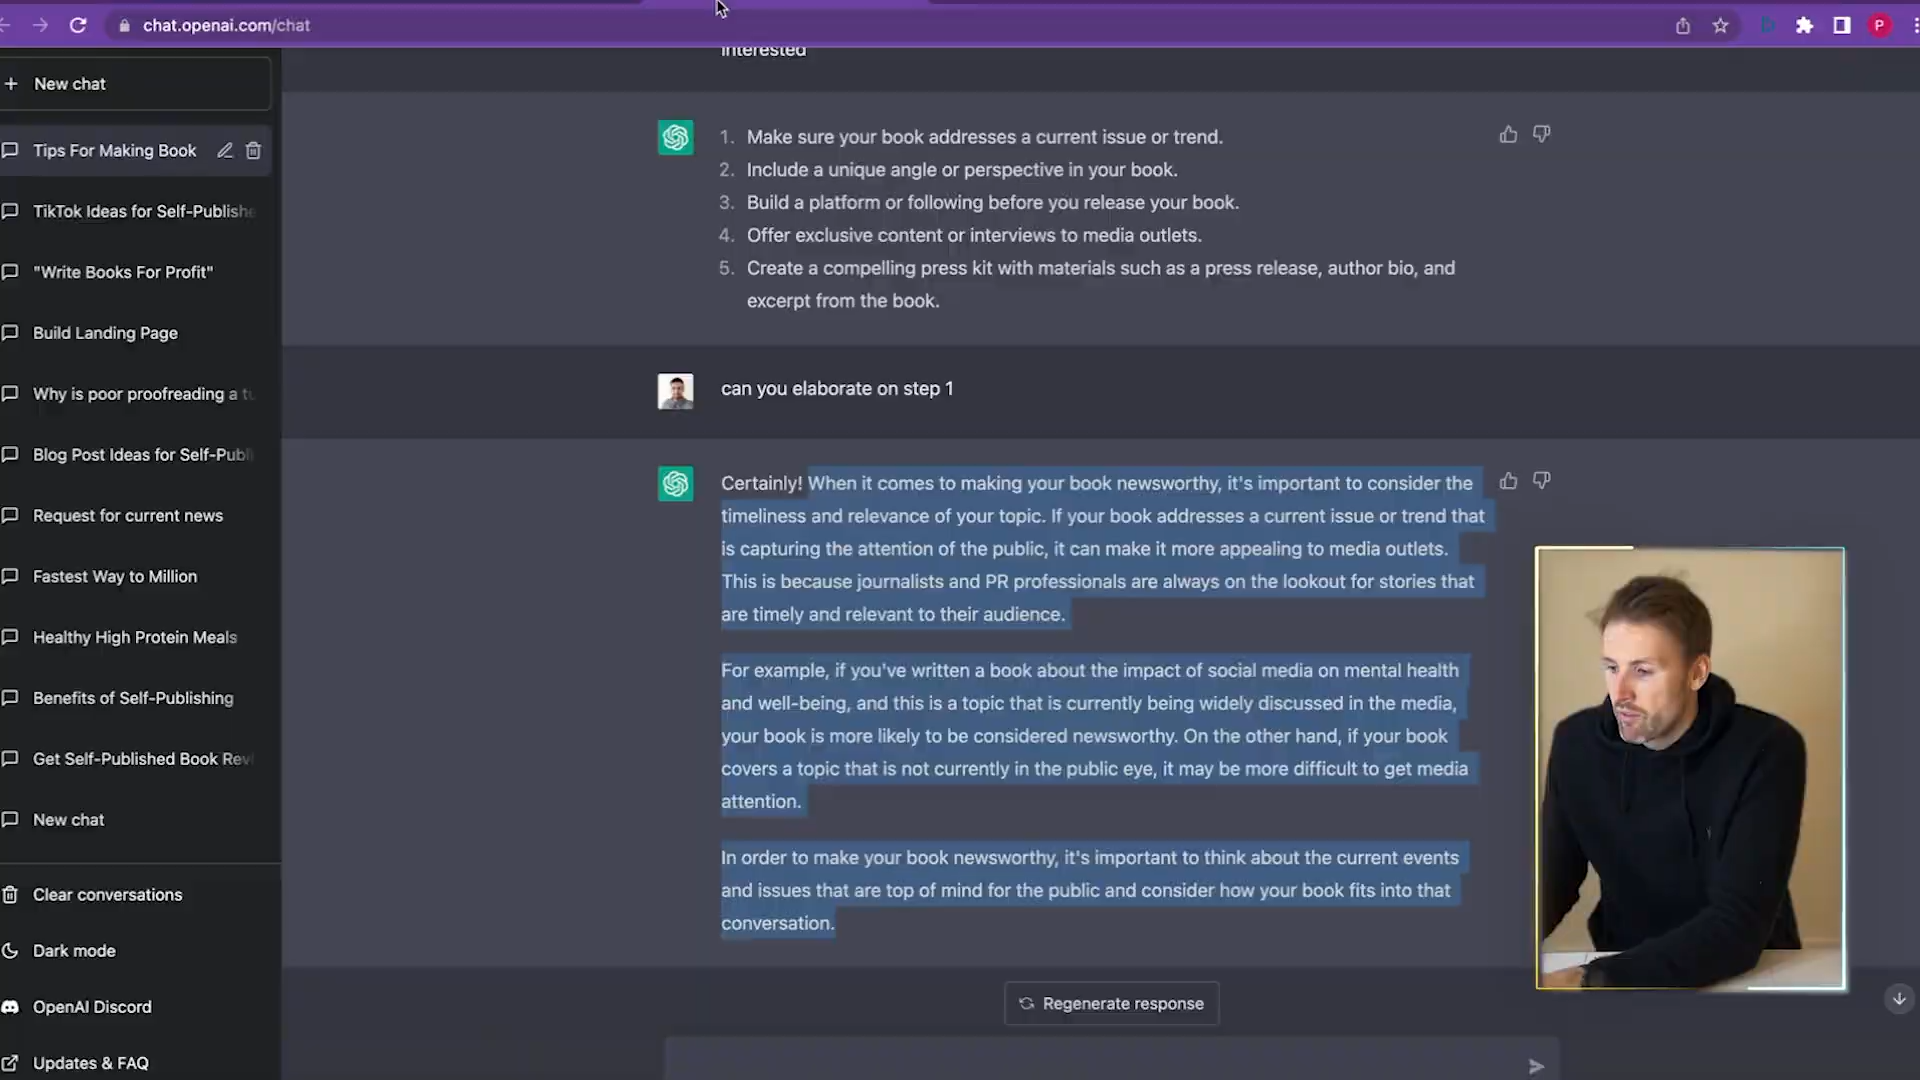 chat.openai.com/chat
P
New chat
Tips For Making Book
TikTok Ideas for Self-Publishe
"Write Books For Profit"
Build Landing Page
Why is poor proofreading a tu
Blog Post Ideas for Self-Publ
Request for current news
Fastest Way to Million
Healthy High Protein Meals
Benefits of Self-Publishing
Get Self-Published Book Revi
New chat
Clear conversations
Dark mode
OpenAI Discord
Updates & FAQ
interested
1. Make sure your book addresses a current issue or trend.
2. Include a unique angle or perspective in your book.
3. Build a platform or following before you release your book.
4. Offer exclusive content or interviews to media outlets.
5. Create a compelling press kit with materials such as a press release, author bio, and
excerpt from the book.
can you elaborate on step 1
Certainly! When it comes to making your book newsworthy, it's important to consider the
timeliness and relevance of your topic. If your book addresses a current issue or trend that
is capturing the attention of the public, it can make it more appealing to media outlets.
This is because journalists and PR professionals are always on the lookout for stories that
are timely and relevant to their audience.
For example, if you've written a book about the impact of social media on mental health
and well-being, and this is a topic that is currently being widely discussed in the media,
your book is more likely to be considered newsworthy. On the other hand, if your book
covers a topic that is not currently in the public eye, it may be more difficult to get media
attention.
In order to make your book newsworthy, it's important to think about the current events
and issues that are top of mind for the public and consider how your book fits into that
conversation.
Regenerate response